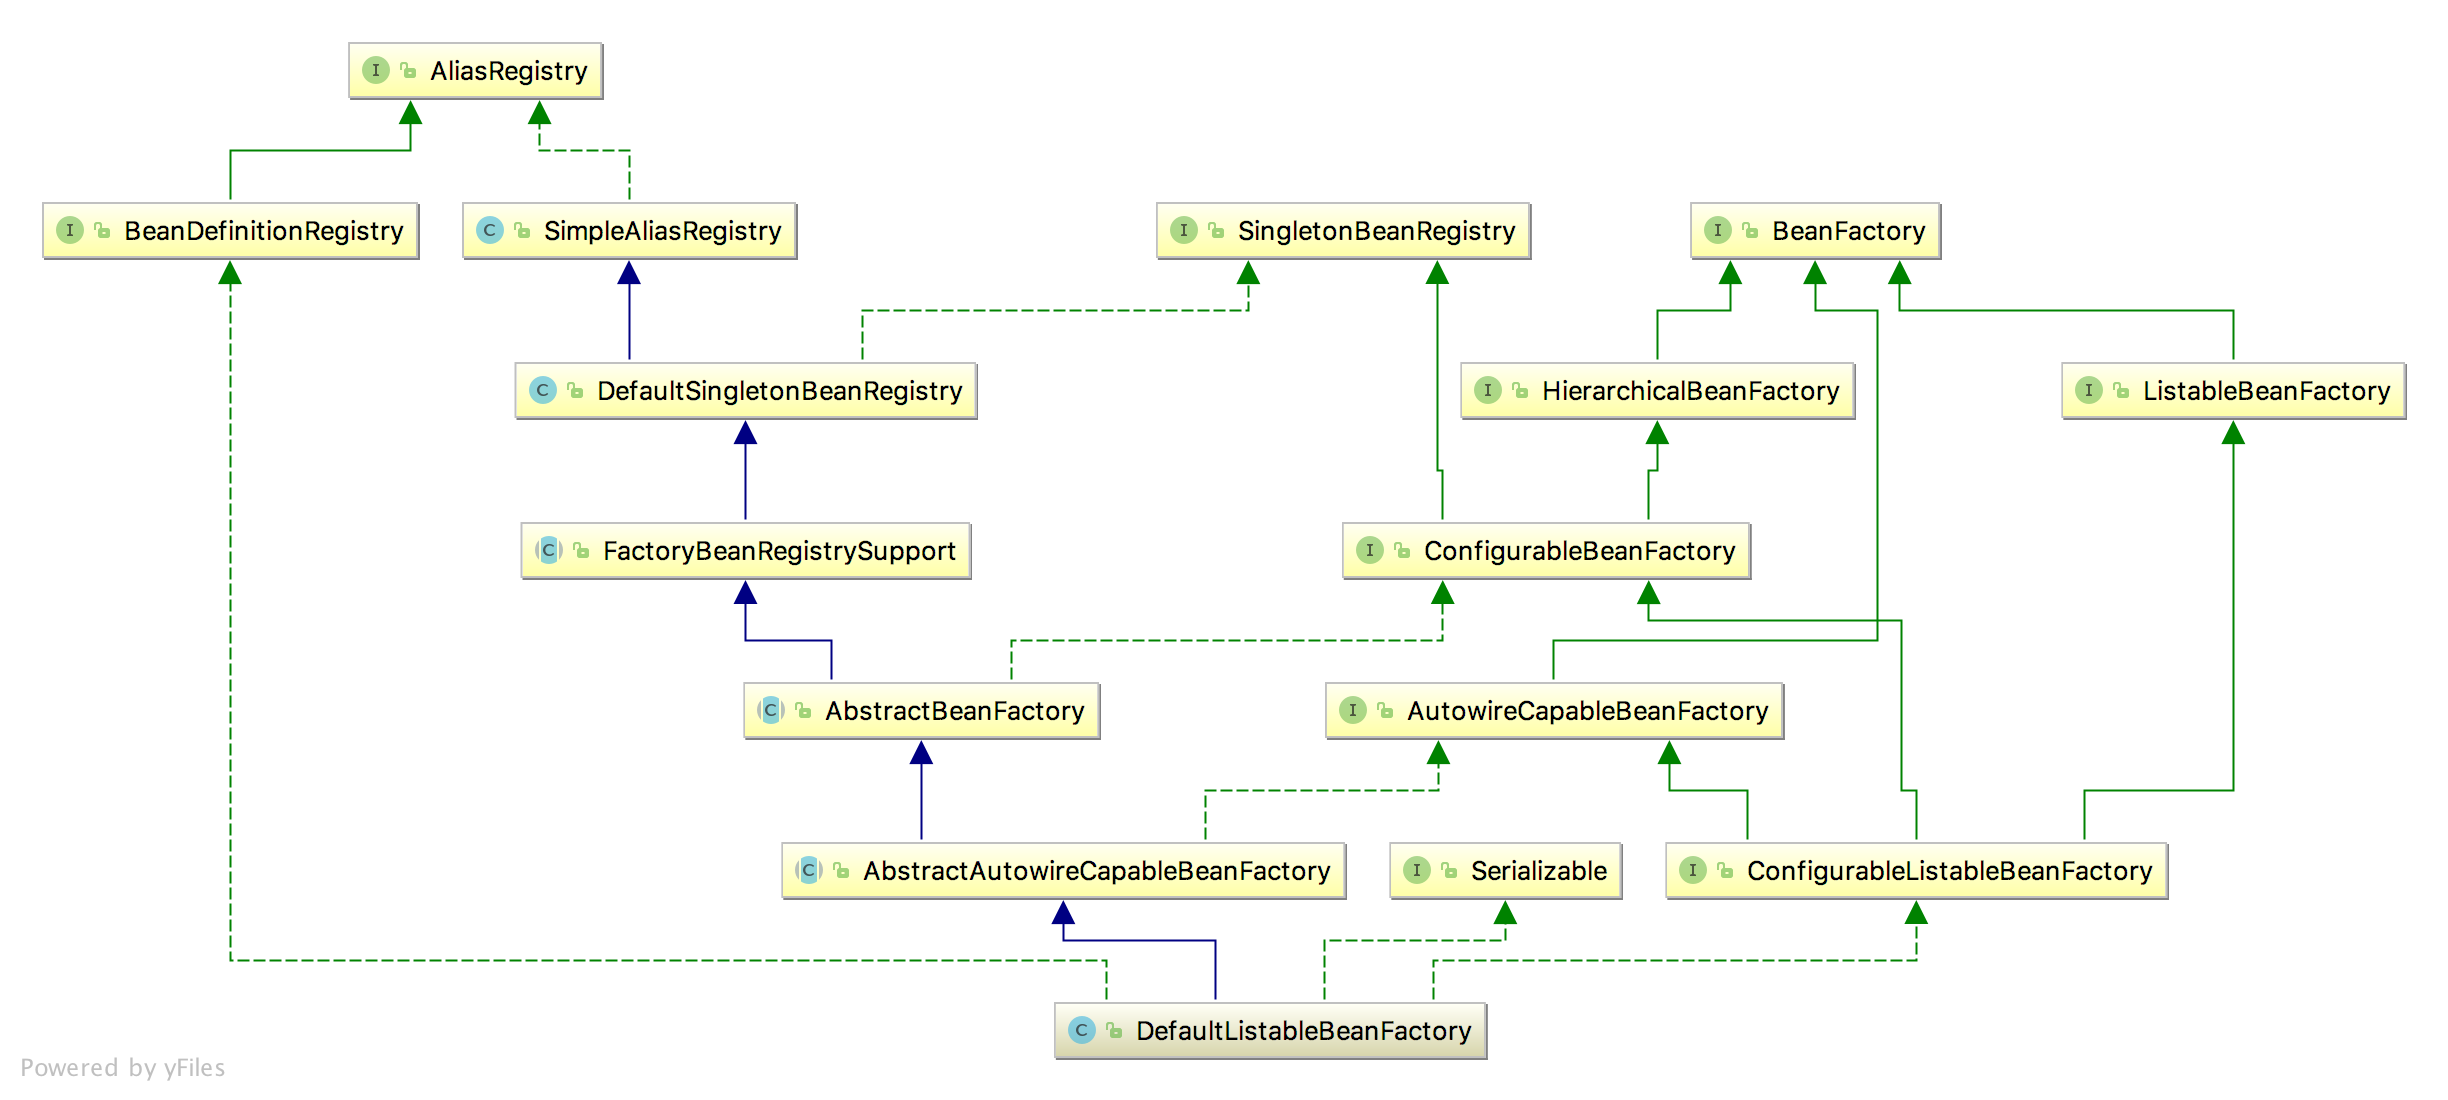 I AliasRegistry
I BeanDefinitionRegistry
C SimpleAliasRegistry
I SingletonBeanRegistry
I BeanFactory
C DefaultSingletonBeanRegistry
I HierarchicalBeanFactory
I ListableBeanFactory
C FactoryBeanRegistrySupport
I ConfigurableBeanFactory
C AbstractBeanFactory
I AutowireCapableBeanFactory
C AbstractAutowireCapableBeanFactory
I Serializable
I ConfigurableListableBeanFactory
C DefaultListableBeanFactory
Powered by yFiles